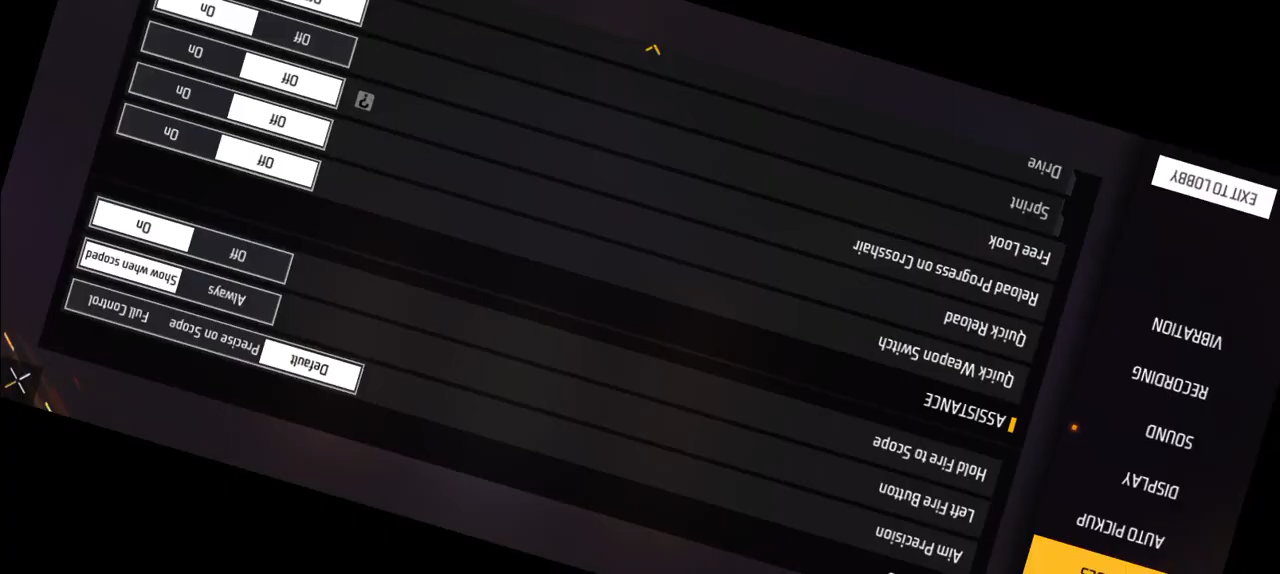 AUTO PICKUP
DISPLAY
SOUND
RECORDING
VIBRATION
EXIT TO LOBBY
Aim Precision Default Precise on Scope Full Control
Left Fire Button Always Show when scoped
Hold Fire to Scope Off On
ASSISTANCE
Quick Weapon Switch Off On
Quick Reload Off On
Reload Progress on Crosshair ? Off On
Free Look Off On
Sprint
Drive